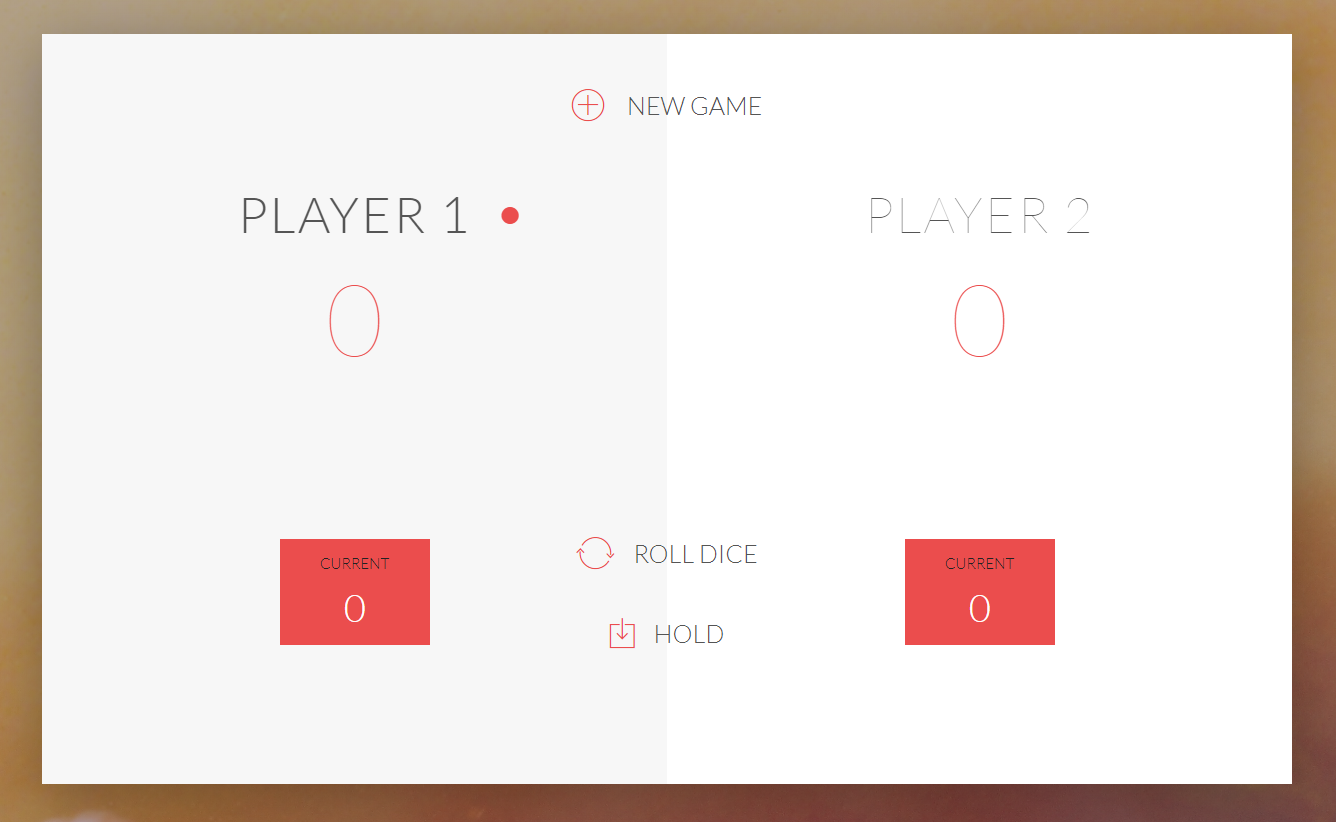 NEW GAME
PLAYER 1
0
PLAYER 2
0
CURRENT
0
ROLL DICE
HOLD
CURRENT
0